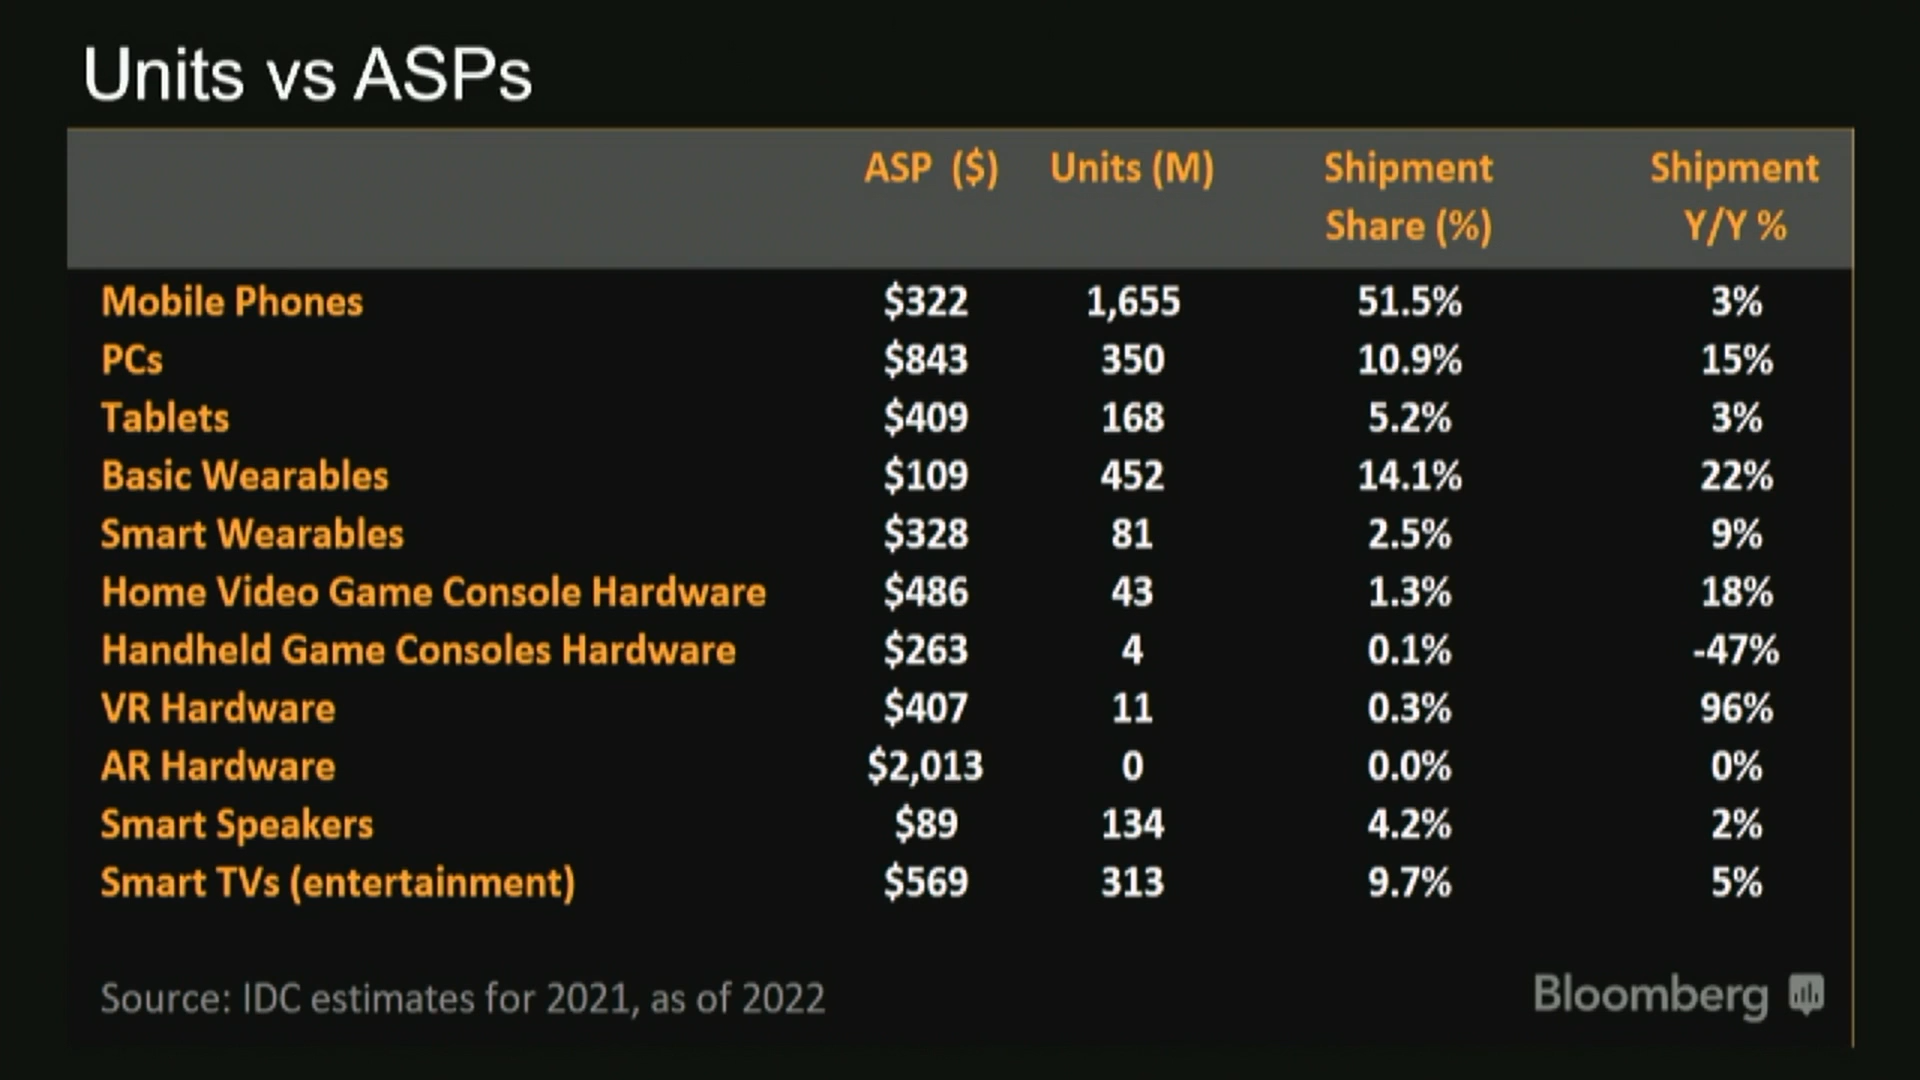 Units vs ASPs
ASP ($) Units (M) Shipment Shipment
Share (%) Y/Y %
Mobile Phones $322 1,655 51.5% 3%
PCs $843 350 10.9% 15%
Tablets $409 168 5.2% 3%
Basic Wearables $109 452 14.1% 22%
Smart Wearables $328 81 2.5% 9%
Home Video Game Console Hardware $486 43 1.3% 18%
Handheld Game Consoles Hardware $263 4 0.1% -47%
VR Hardware $407 11 0.3% 96%
AR Hardware $2,013 0 0.0% 0%
Smart Speakers $89 134 4.2% 2%
Smart TVs (entertainment) $569 313 9.7% 5%
Source: IDC estimates for 2021, as of 2022 Bloomberg